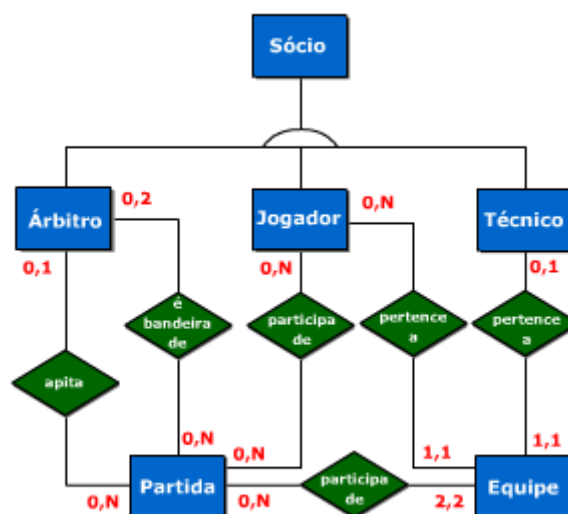 Sócio
Árbitro
0,2
Jogador
0,N
Técnico
0,1
0,N
0,1
é
bandeira
de
participa
de
pertence
a
pertence
a
apita
0,N
0,N
1,1
1,1
Partida
0,N
0,N
participa
de
2,2
Equipe